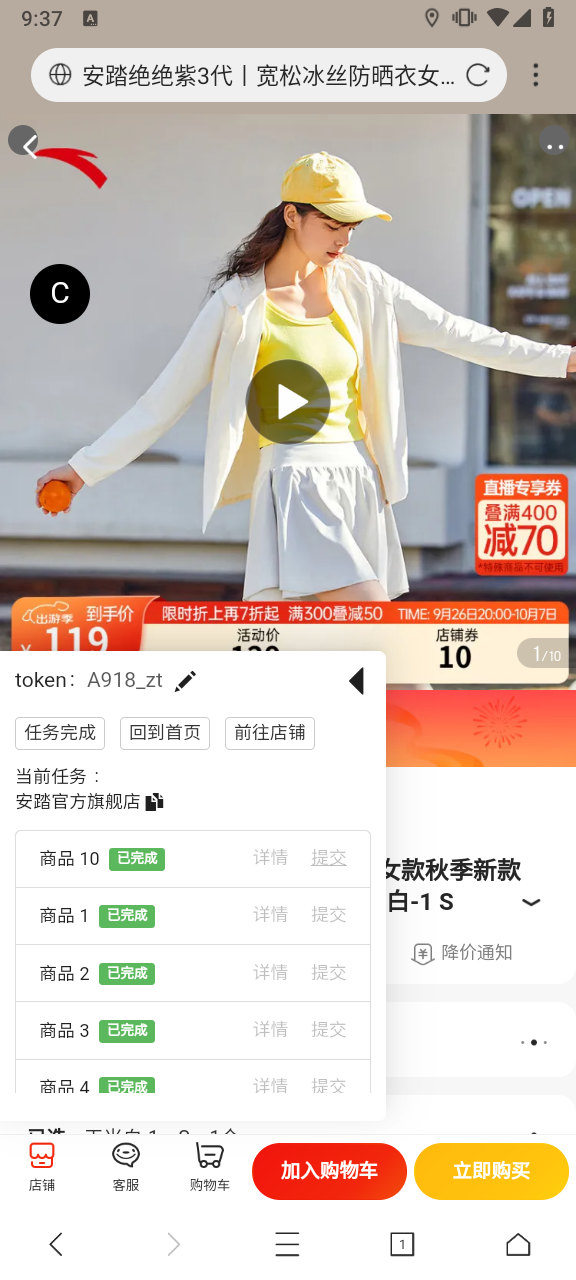 9:37
A
安踏绝绝紫3代丨宽松冰丝防晒衣女...
OPEN
C
直播专享券
叠满400
减70
*特殊商品不可使用
出游季 到手价 限时折上再7折起 满300叠减50 TIME: 9月26日20:00-10月7日
¥119
活动价
店铺券
10
1/10
token: A918_zt
任务完成 回到首页 前往店铺
当前任务：
安踏官方旗舰店
商品 10 已完成 详情 提交
商品 1 已完成 详情 提交
商品 2 已完成 详情 提交
商品 3 已完成 详情 提交
商品 4 已完成 详情 提交
女款秋季新款
白-1 S
降价通知
店铺 客服 购物车 加入购物车 立即购买
1